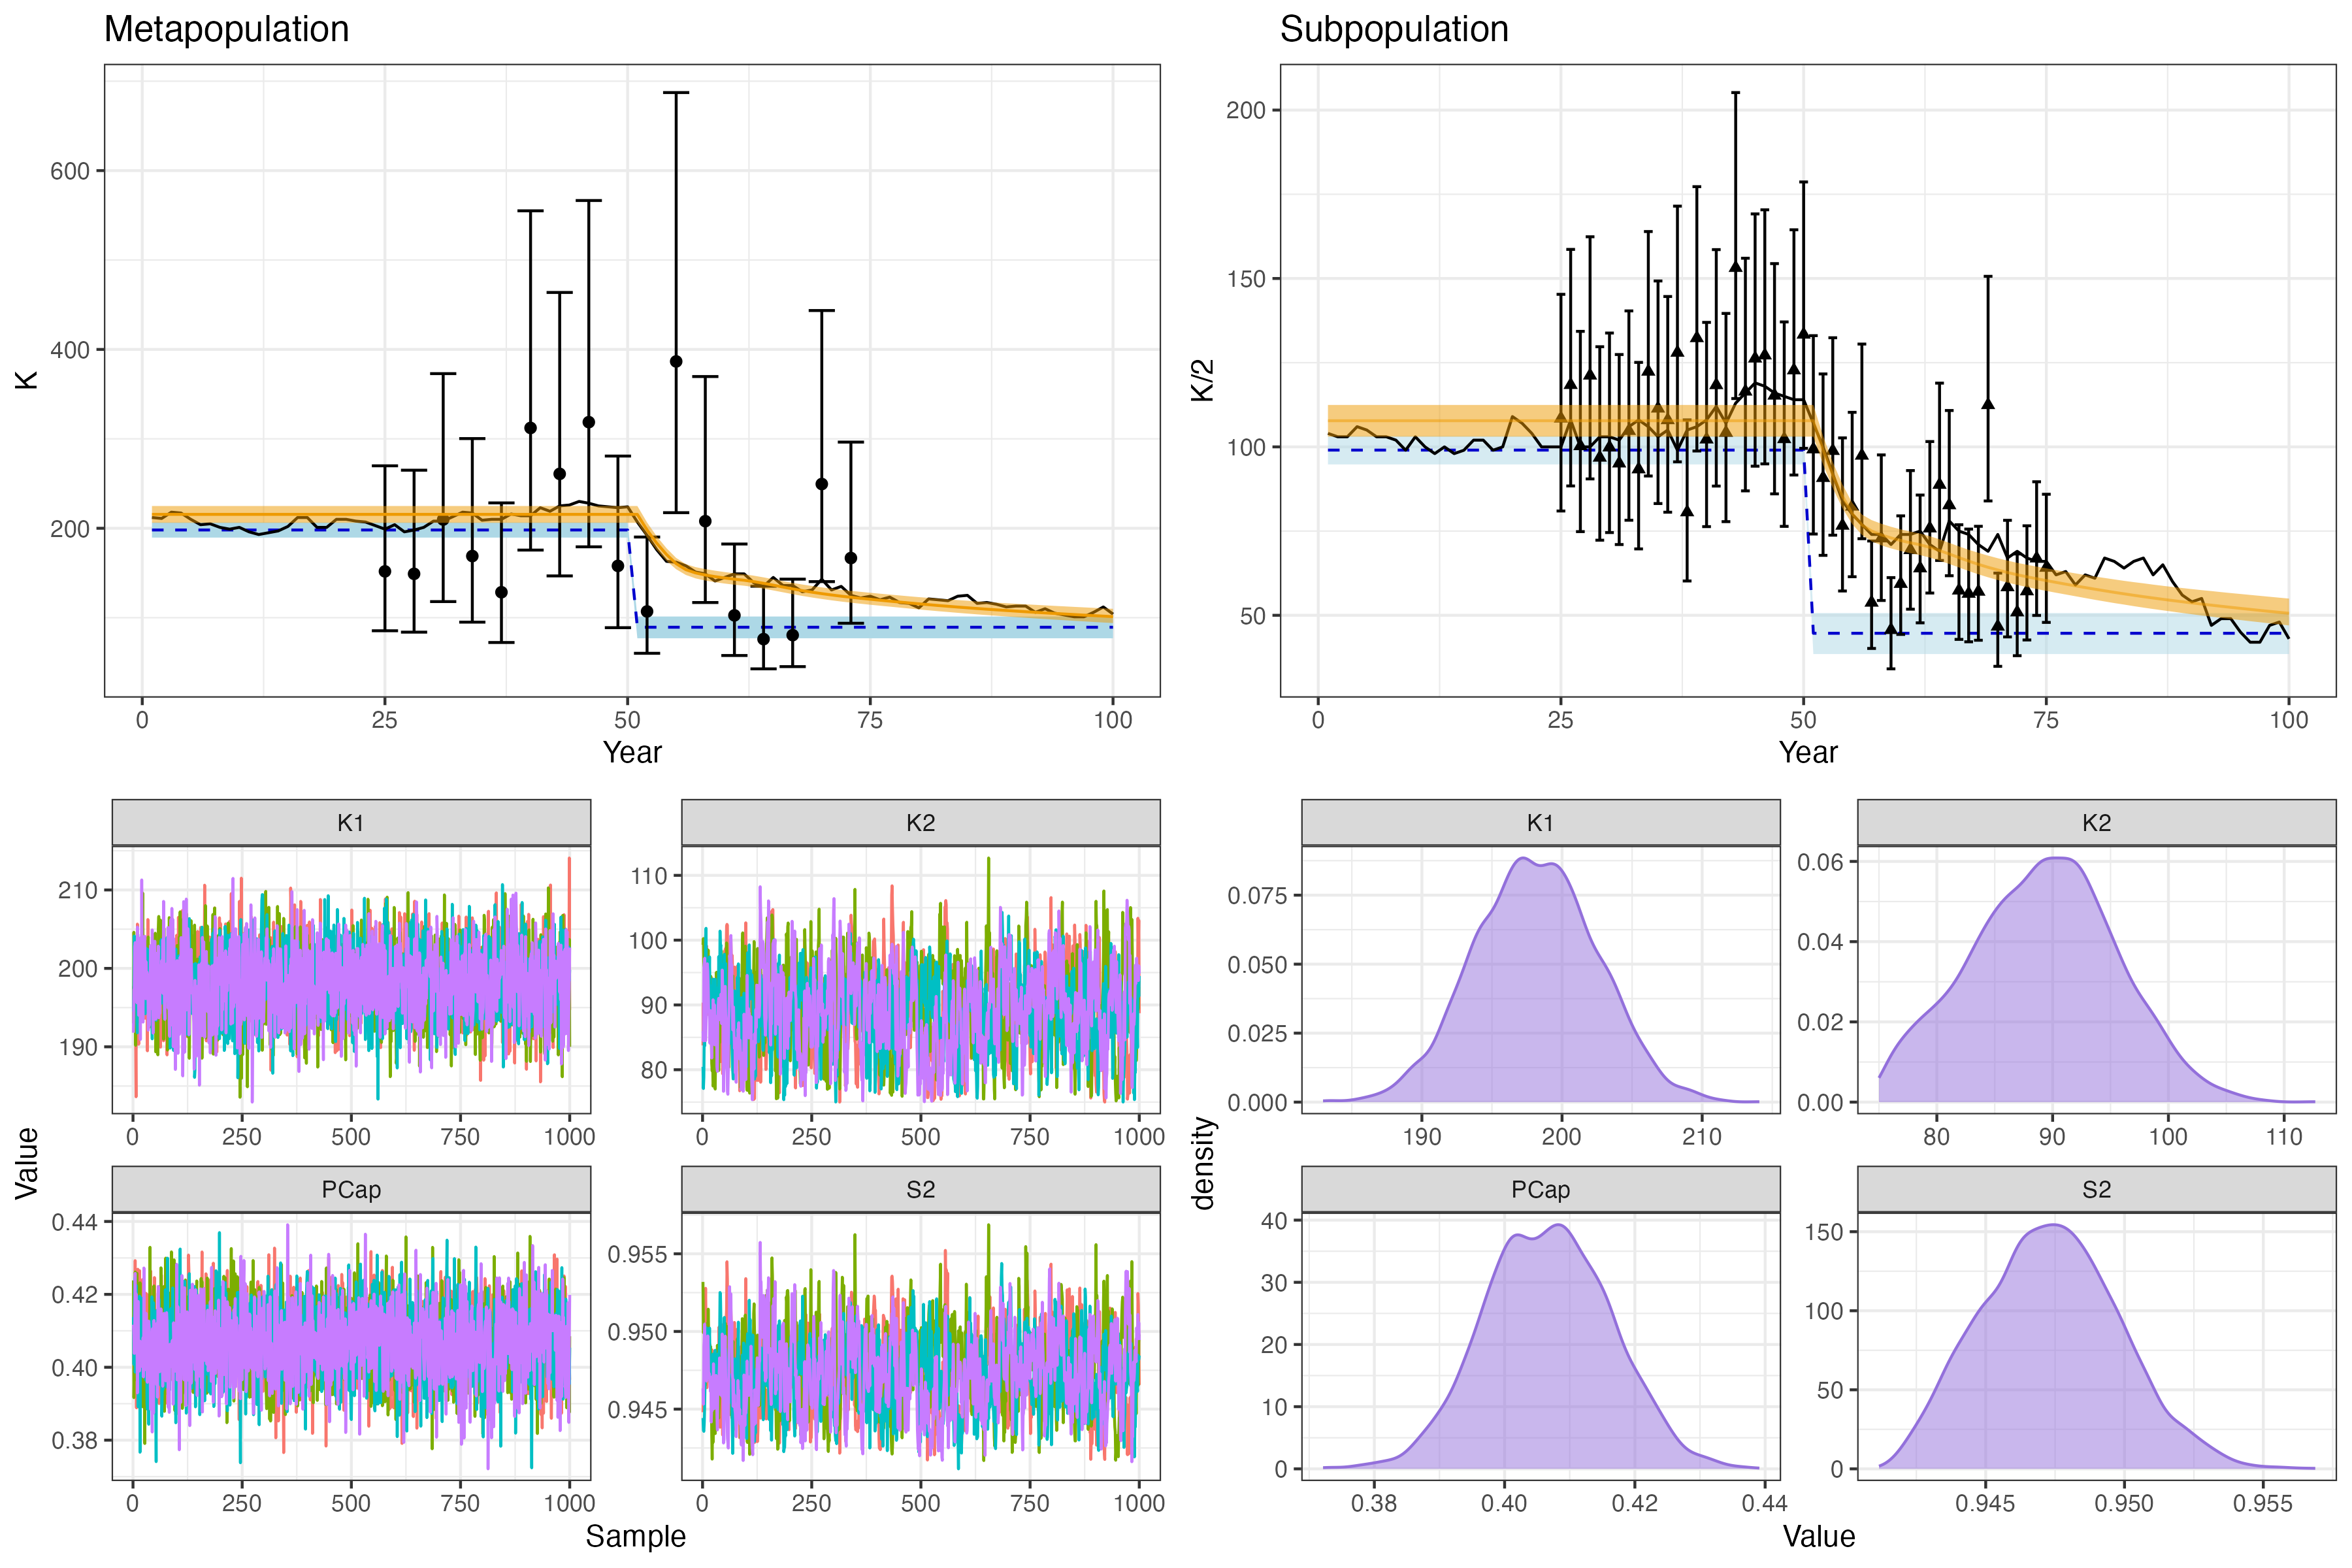 Metapopulation
K
600
400
200
0 25 50 75 100
Year
Subpopulation
K/2
200
150
100
50
0 25 50 75 100
Year
Value
K1
210
200
190
0 250 500 750 1000
K2
110
100
90
80
0 250 500 750 1000
PCap
0.44
0.42
0.40
0.38
0 250 500 750 1000
S2
0.955
0.950
0.945
0 250 500 750 1000
Sample
density
K1
0.075
0.050
0.025
0.000
190 200 210
K2
0.06
0.04
0.02
0.00
80 90 100 110
PCap
40
30
20
10
0
0.38 0.40 0.42 0.44
S2
150
100
50
0
0.945 0.950 0.955
Value